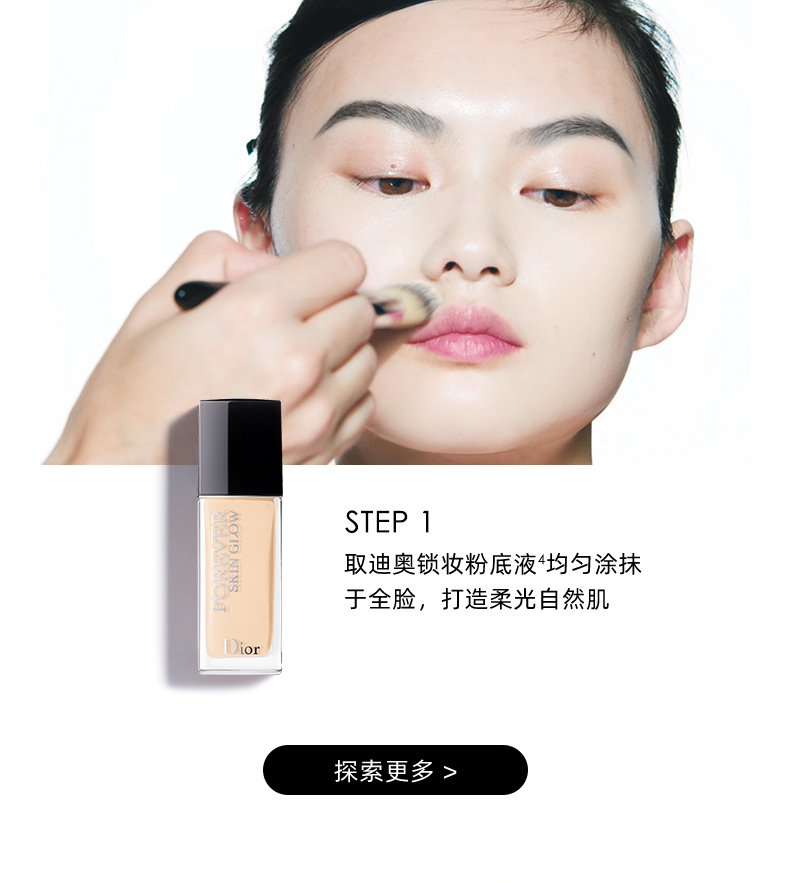 FOREVER
SKIN GLOW
Dior
STEP 1
取迪奥锁妆粉底液⁴均匀涂抹
于全脸，打造柔光自然肌
探索更多 >